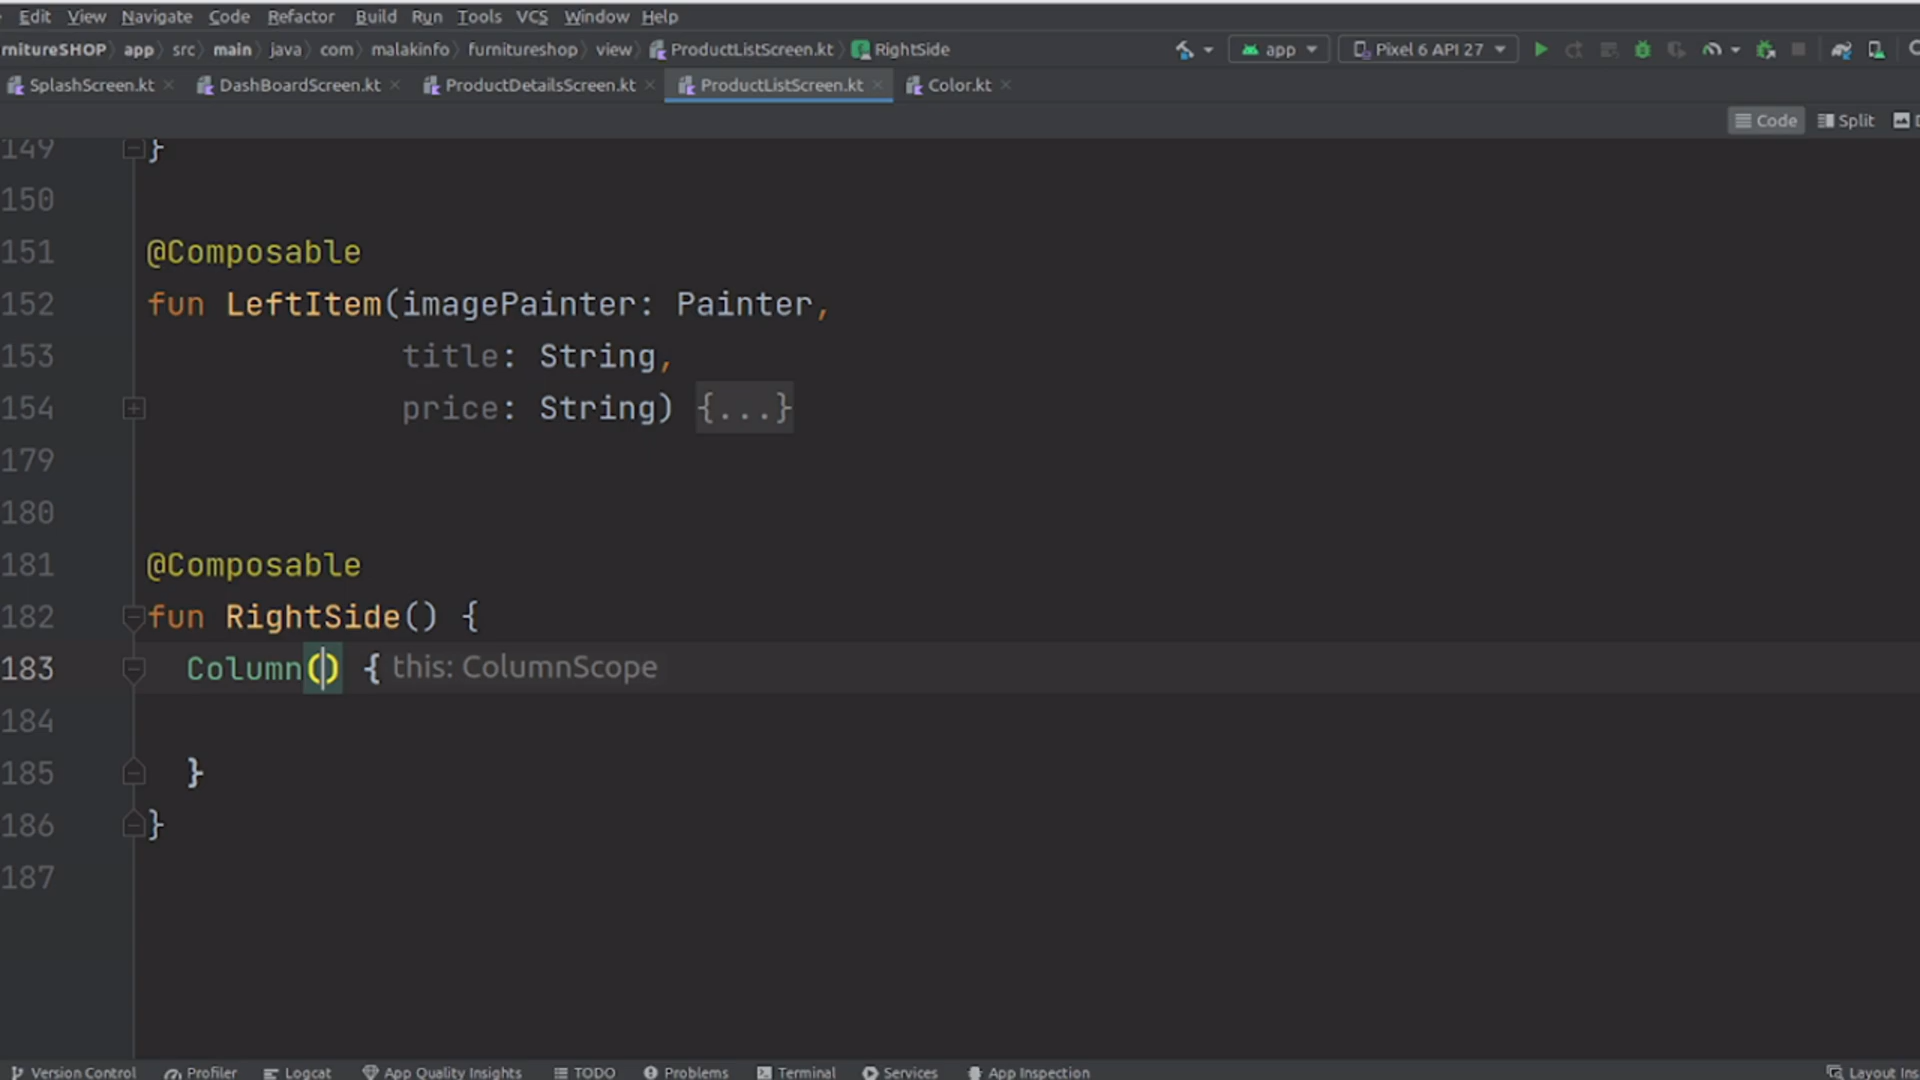 Edit View Navigate Code Refactor Build Run Tools VCS Window Help
rnitureSHOP app src main java com malakinfo furnitureshop view ProductListScreen.kt RightSide app Pixel 6 API 27
SplashScreen.kt DashBoardScreen.kt ProductDetailsScreen.kt ProductListScreen.kt Color.kt
Code Split
149 }
150
151 @Composable
152 fun LeftItem(imagePainter: Painter,
153 title: String,
154 price: String) {...}
179
180
181 @Composable
182 fun RightSide() {
183 Column() { this: ColumnScope
184
185 }
186 }
187
Version Control Profiler Logcat App Quality Insights TODO Problems Terminal Services App Inspection Layout Ins